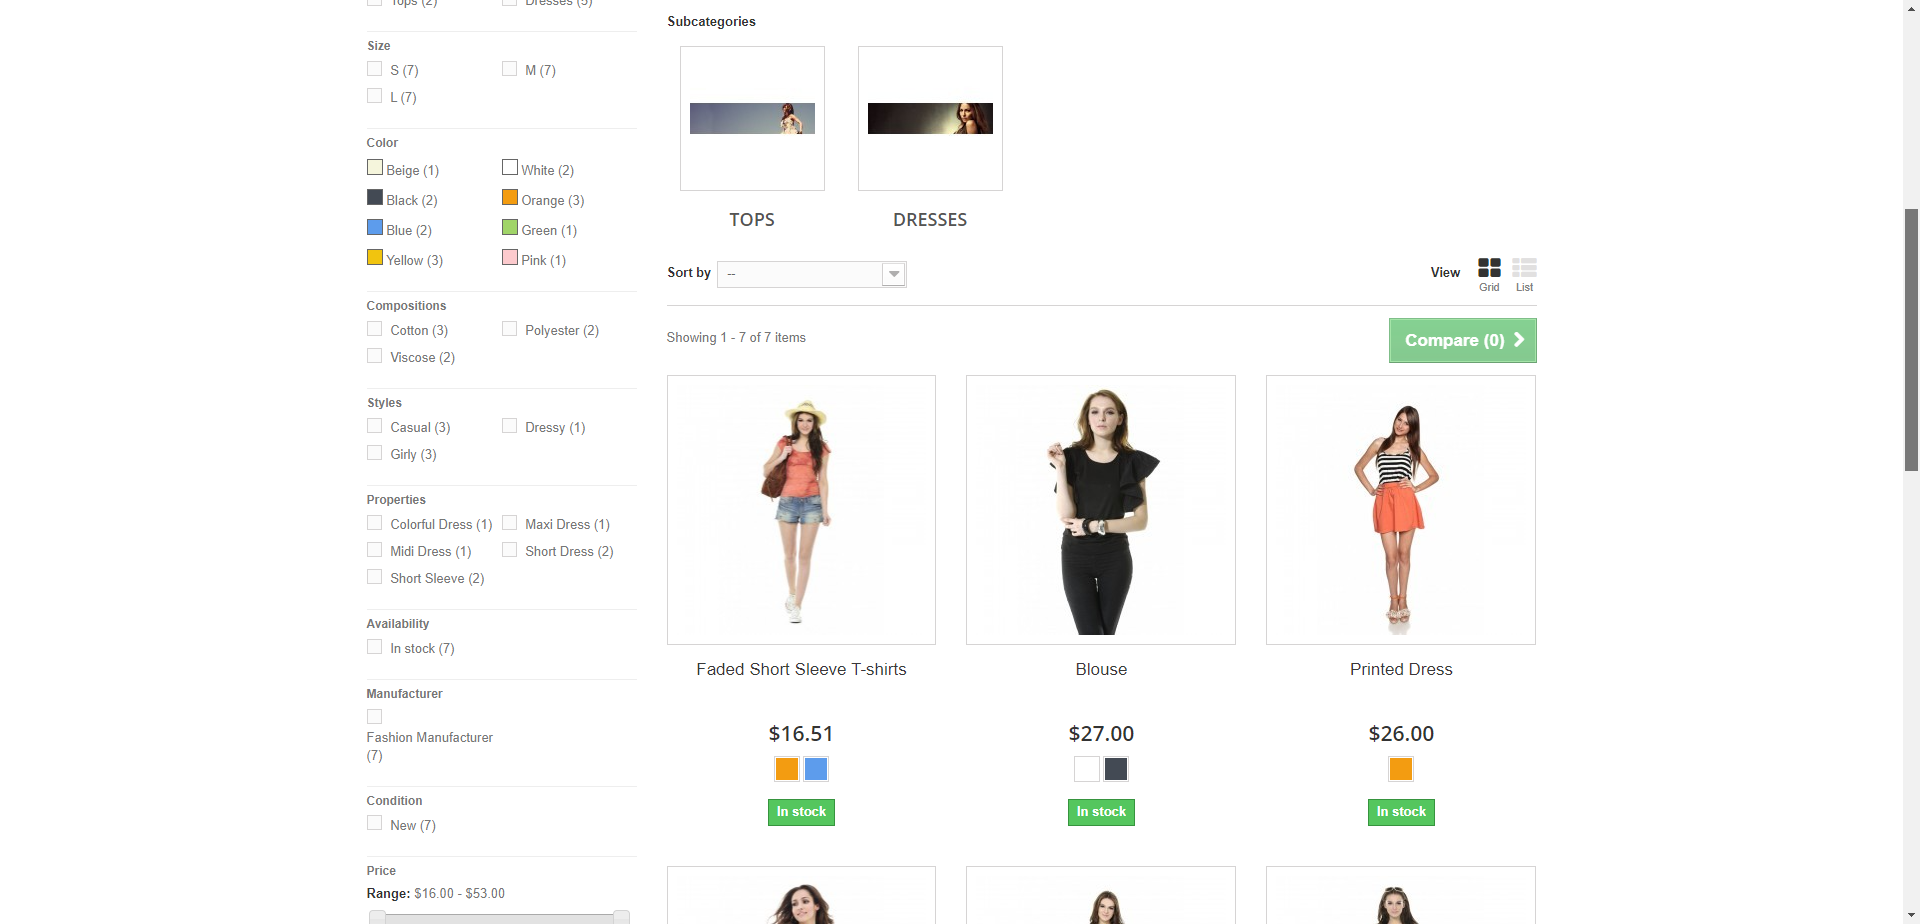 Tops (2)
Dresses (5)
Size
S (7)
M (7)
L (7)
Color
Beige (1)
White (2)
Black (2)
Orange (3)
Blue (2)
Green (1)
Yellow (3)
Pink (1)
Compositions
Cotton (3)
Polyester (2)
Viscose (2)
Styles
Casual (3)
Dressy (1)
Girly (3)
Properties
Colorful Dress (1)
Maxi Dress (1)
Midi Dress (1)
Short Dress (2)
Short Sleeve (2)
Availability
In stock (7)
Manufacturer
Fashion Manufacturer
(7)
Condition
New (7)
Price
Range: $16.00 - $53.00
Subcategories
TOPS
DRESSES
Sort by
--
View
Grid
List
Showing 1 - 7 of 7 items
Compare (0)
Faded Short Sleeve T-shirts
$16.51
In stock
Blouse
$27.00
In stock
Printed Dress
$26.00
In stock